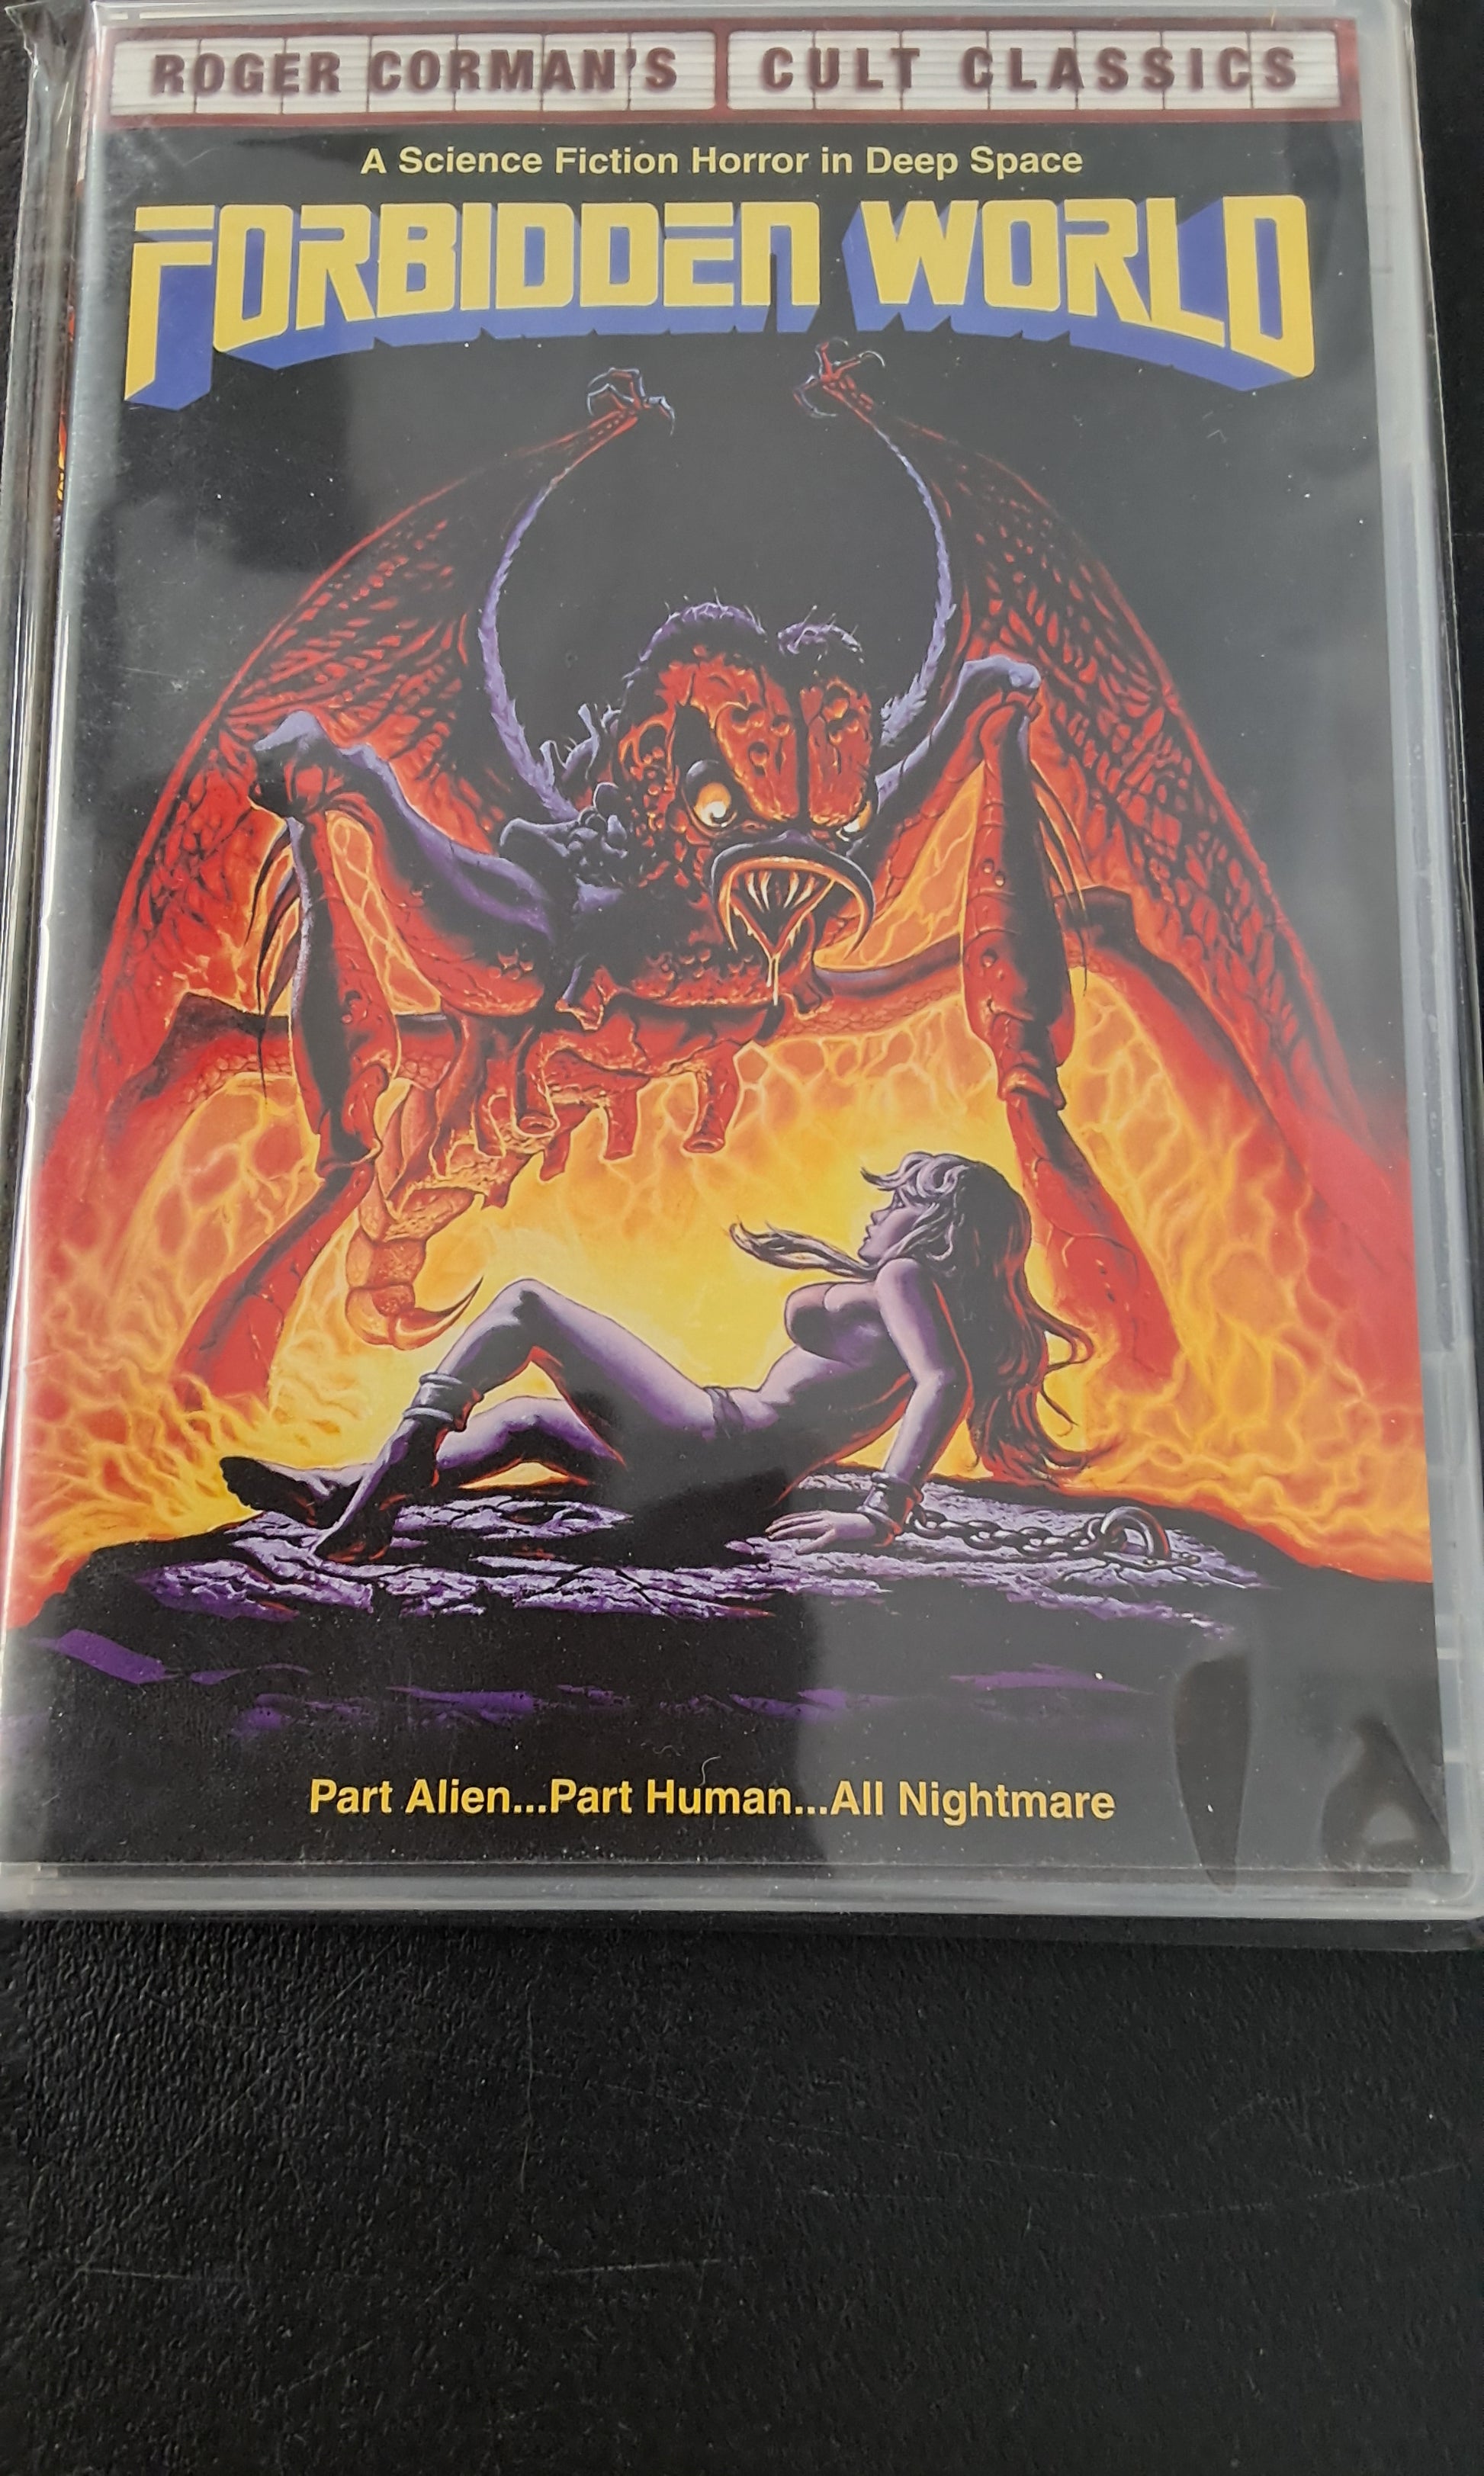 ROGER CORMAN'S CULT CLASSICS
A Science Fiction Horror in Deep Space
FORBIDDEN WORLD
Part Alien...Part Human...All Nightmare